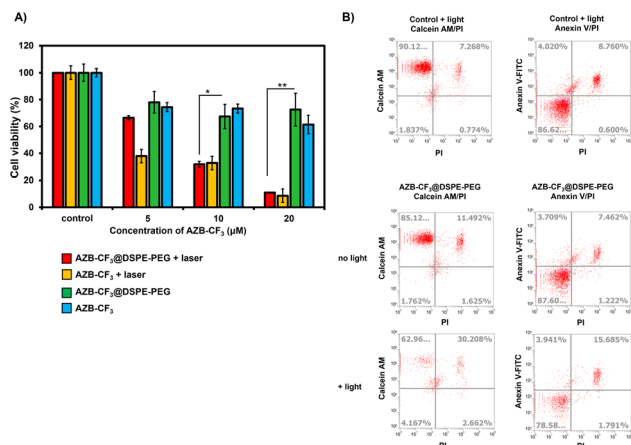 A)
Cell viability (%)
120
100
80
60
40
20
0
*
**
control
5
10
20
Concentration of AZB-CF₃ (µM)
AZB-CF₃@DSPE-PEG + laser
AZB-CF₃ + laser
AZB-CF₃@DSPE-PEG
AZB-CF₃
B)
Control + light
Calcein AM/PI
Calcein AM
90.12...
7.268%
1.837%
0.774%
PI
Control + light
Anexin V/PI
Anexin V-FITC
4.020%
8.760%
86.62...
0.600%
PI
AZB-CF₃@DSPE-PEG
Calcein AM/PI
no light
Calcein AM
85.12...
11.492%
1.762%
1.625%
PI
AZB-CF₃@DSPE-PEG
Anexin V/PI
Anexin V-FITC
3.709%
7.462%
87.60...
1.222%
PI
+ light
Calcein AM
62.96...
30.208%
4.167%
2.662%
PI
Anexin V-FITC
3.941%
15.685%
78.58...
1.791%
PI